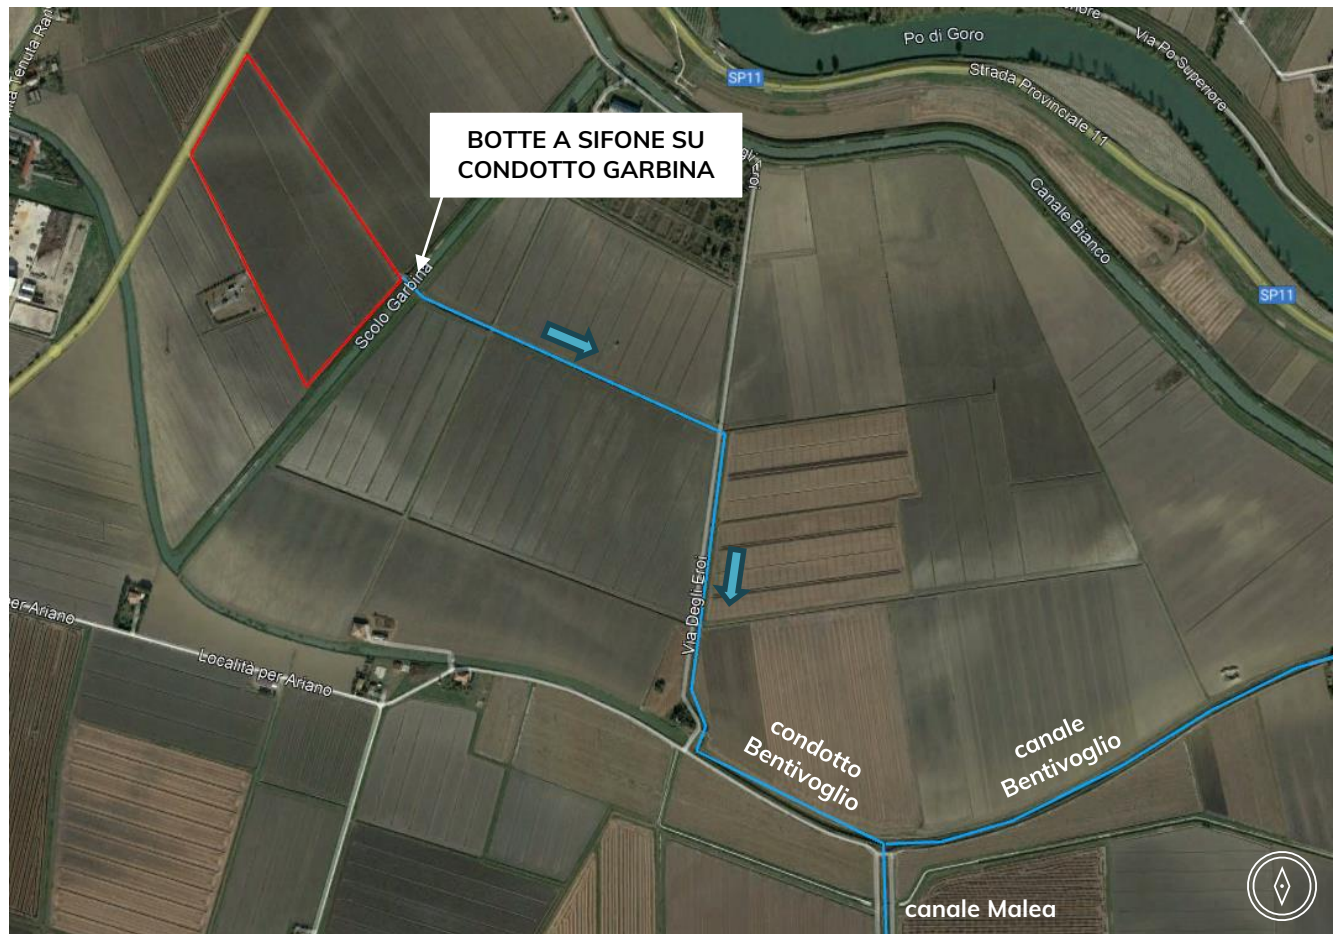 Po di Goro
Via Po Superiore
SP11
Strada Provinciale 11
BOTTE A SIFONE SU
CONDOTTO GARBINA
Canale Bianco
Scolo Garbina
SP11
Via Degli Eroi
er Ariano
Località per Ariano
condotto
Bentivoglio
canale
Bentivoglio
canale Malea